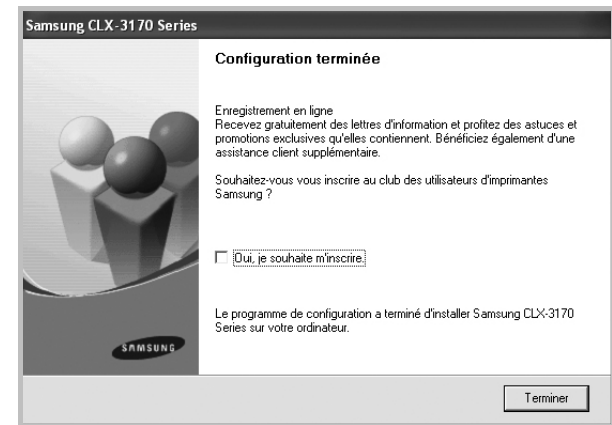 Samsung CLX-3170 Series
Configuration terminée
Enregistrement en ligne
Recevez gratuitement des lettres d'information et profitez des astuces et
promotions exclusives qu'elles contiennent. Bénéficiez également d'une
assistance client supplémentaire.
Souhaitez-vous vous inscrire au club des utilisateurs d'imprimantes
Samsung ?
Oui, je souhaite m'inscrire.
Le programme de configuration a terminé d'installer Samsung CLX-3170
Series sur votre ordinateur.
SAMSUNG
Terminer